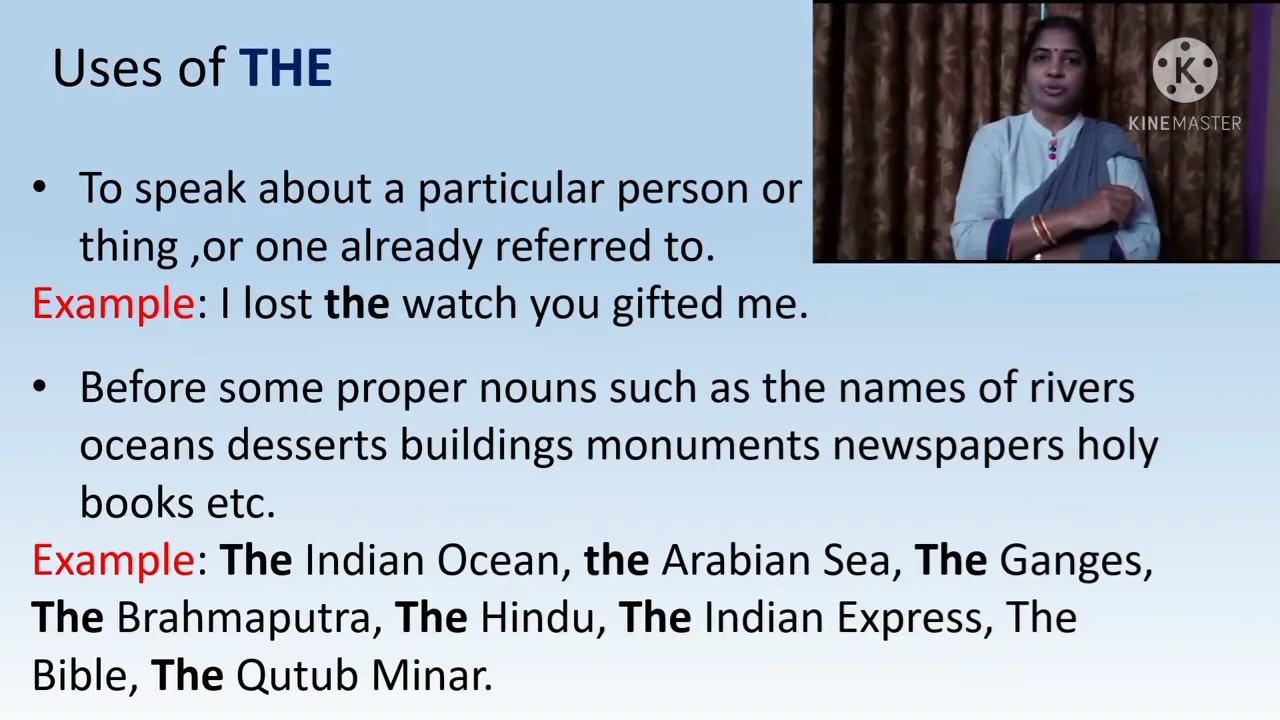 Uses of THE
K
KINEMASTER
• To speak about a particular person or
thing ,or one already referred to.
Example: I lost the watch you gifted me.
• Before some proper nouns such as the names of rivers
oceans desserts buildings monuments newspapers holy
books etc.
Example: The Indian Ocean, the Arabian Sea, The Ganges,
The Brahmaputra, The Hindu, The Indian Express, The
Bible, The Qutub Minar.